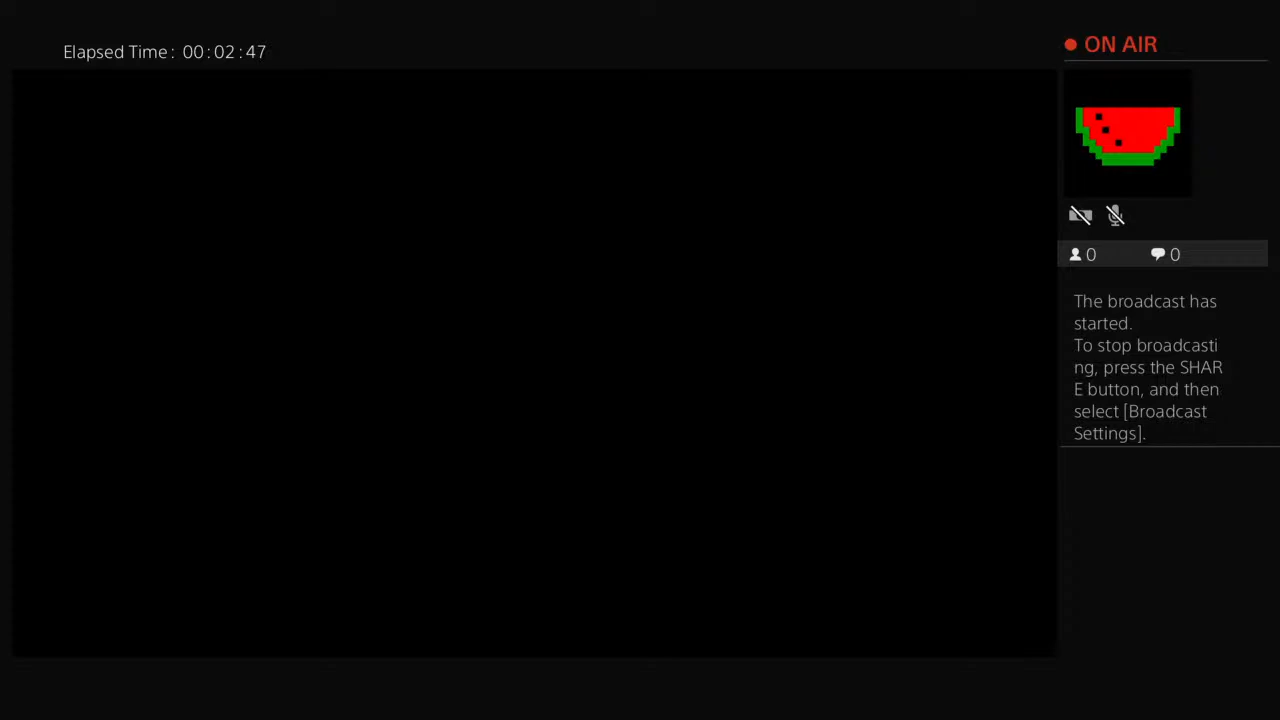 Elapsed Time: 00:02:47
ON AIR
0 0
The broadcast has
started.
To stop broadcasti
ng, press the SHAR
E button, and then
select [Broadcast
Settings].